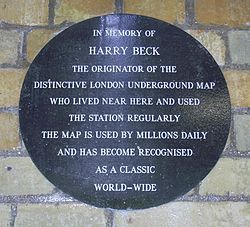 IN MEMORY OF
HARRY BECK
THE ORIGINATOR OF THE
DISTINCTIVE LONDON UNDERGROUND MAP
WHO LIVED NEAR HERE AND USED
THE STATION REGULARLY
THE MAP IS USED BY MILLIONS DAILY
AND HAS BECOME RECOGNISED
AS A CLASSIC
WORLD-WIDE